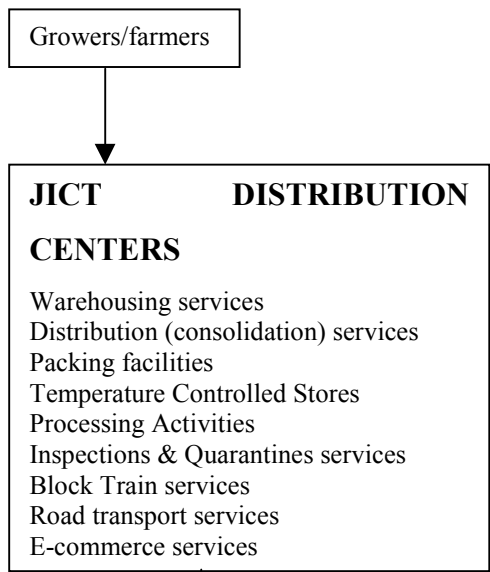 Growers/farmers
JICT DISTRIBUTION
CENTERS
Warehousing services
Distribution (consolidation) services
Packing facilities
Temperature Controlled Stores
Processing Activities
Inspections & Quarantines services
Block Train services
Road transport services
E-commerce services